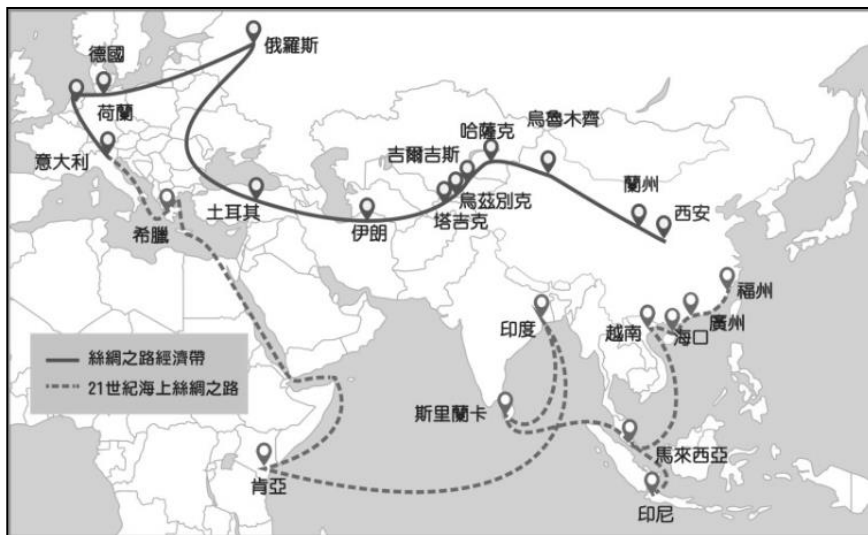 德國
俄羅斯
荷蘭
意大利
希臘
土耳其
伊朗
吉爾吉斯
哈薩克
烏魯木齊
烏茲別克
塔吉克
蘭州
西安
福州
廣州
海口
越南
印度
斯里蘭卡
馬來西亞
印尼
肯亞
絲綢之路經濟帶
21世紀海上絲綢之路